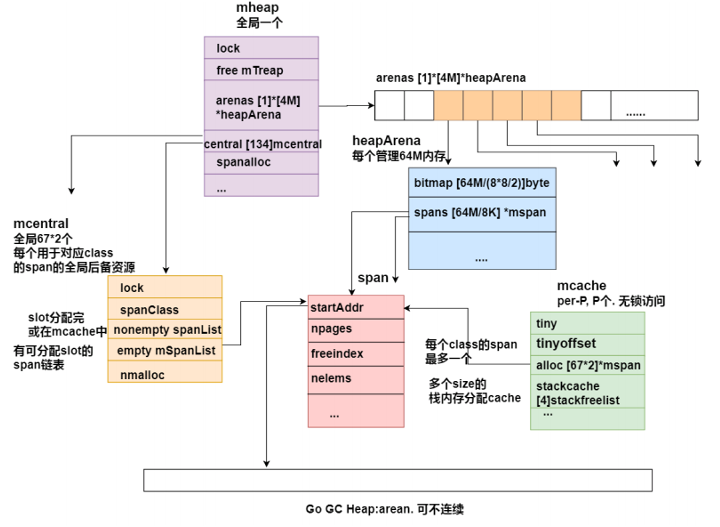 mheap
全局一个
lock
free mTreap
arenas [1]*[4M]
*heapArena
central [134]mcentral
spanalloc
...
arenas [1]*[4M]*heapArena
......
heapArena
每个管理64M内存
bitmap [64M/(8*8/2)]byte
spans [64M/8K] *mspan
....
mcentral
全局67*2个
每个用于对应class
的span的全局后备资源
lock
spanClass
nonempty spanList
empty mSpanList
nmalloc
slot分配完
或在mcache中
有可分配slot的
span链表
span
startAddr
npages
freeindex
nelems
...
每个class的span
最多一个
多个size的
栈内存分配cache
mcache
per-P, P个. 无锁访问
tiny
tinyoffset
alloc [67*2]*mspan
stackcache
[4]stackfreelist
...
Go GC Heap:arean. 可不连续